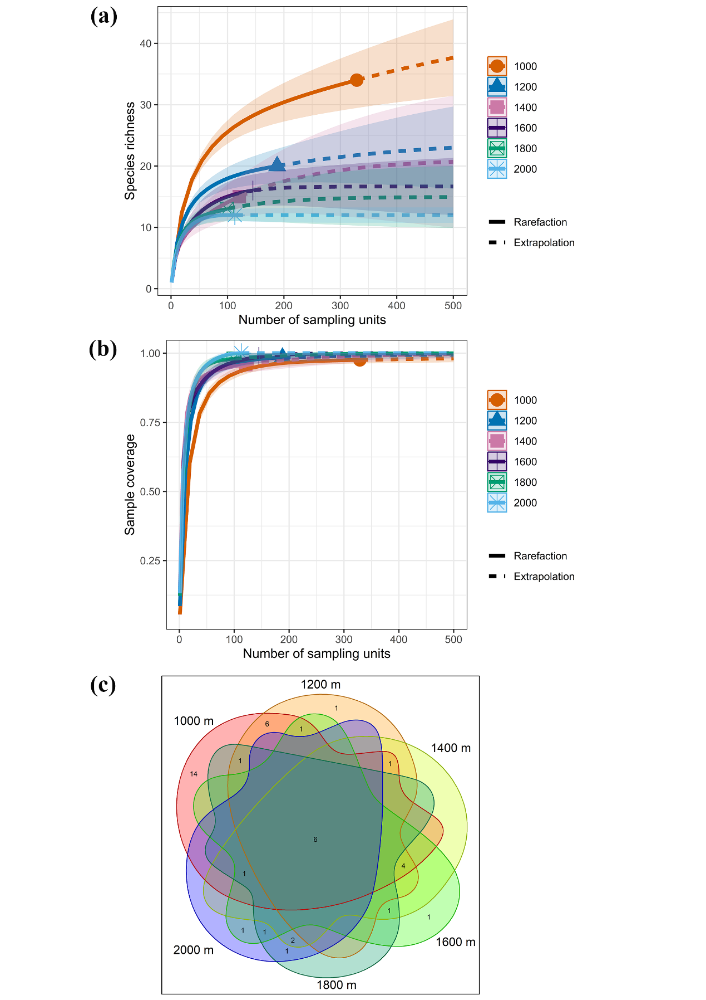 (a)
40
30
20
10
0
Species richness
0 100 200 300 400 500
Number of sampling units
1000
1200
1400
1600
1800
2000
Rarefaction
Extrapolation
(b)
1.00
0.75
0.50
0.25
Sample coverage
0 100 200 300 400 500
Number of sampling units
1000
1200
1400
1600
1800
2000
Rarefaction
Extrapolation
(c)
1200 m
1
1000 m
6
1
1400 m
1
1
14
6
4
1
1
1
1
1
2
1600 m
2000 m
1
1800 m